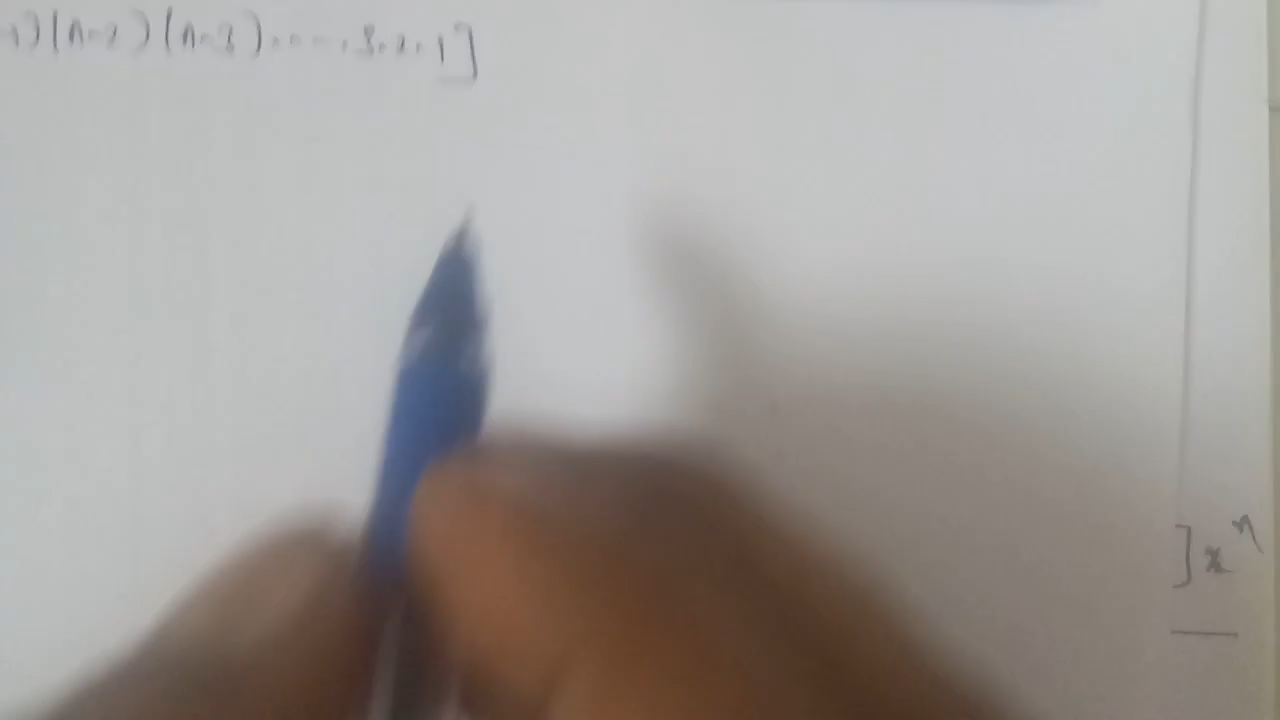 )(n-2)(n-3).....3.2.1]
]x^n